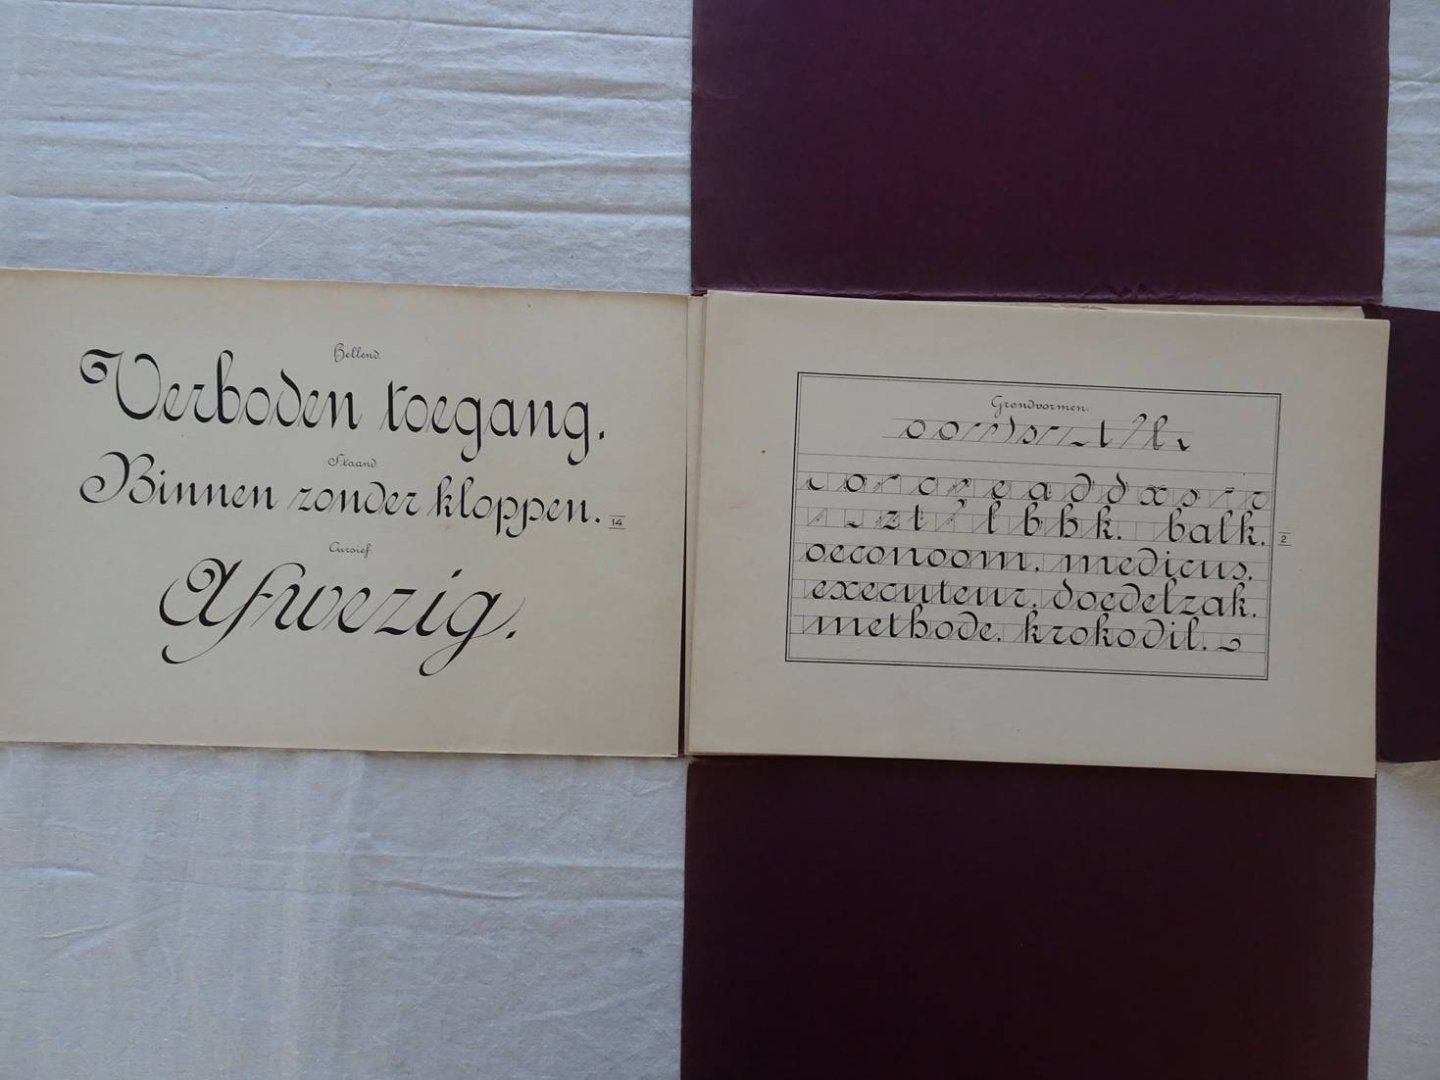 Hellend.
Verboden toegang.
Staand.
Binnen zonder kloppen.
14
Cursief
Afwezig.
Grondvormen.
c o r c r e a d d x s r r
z t l b h k. balk.
2
oeconoom. medicus.
executeur. doedelzak.
methode. krokodil.